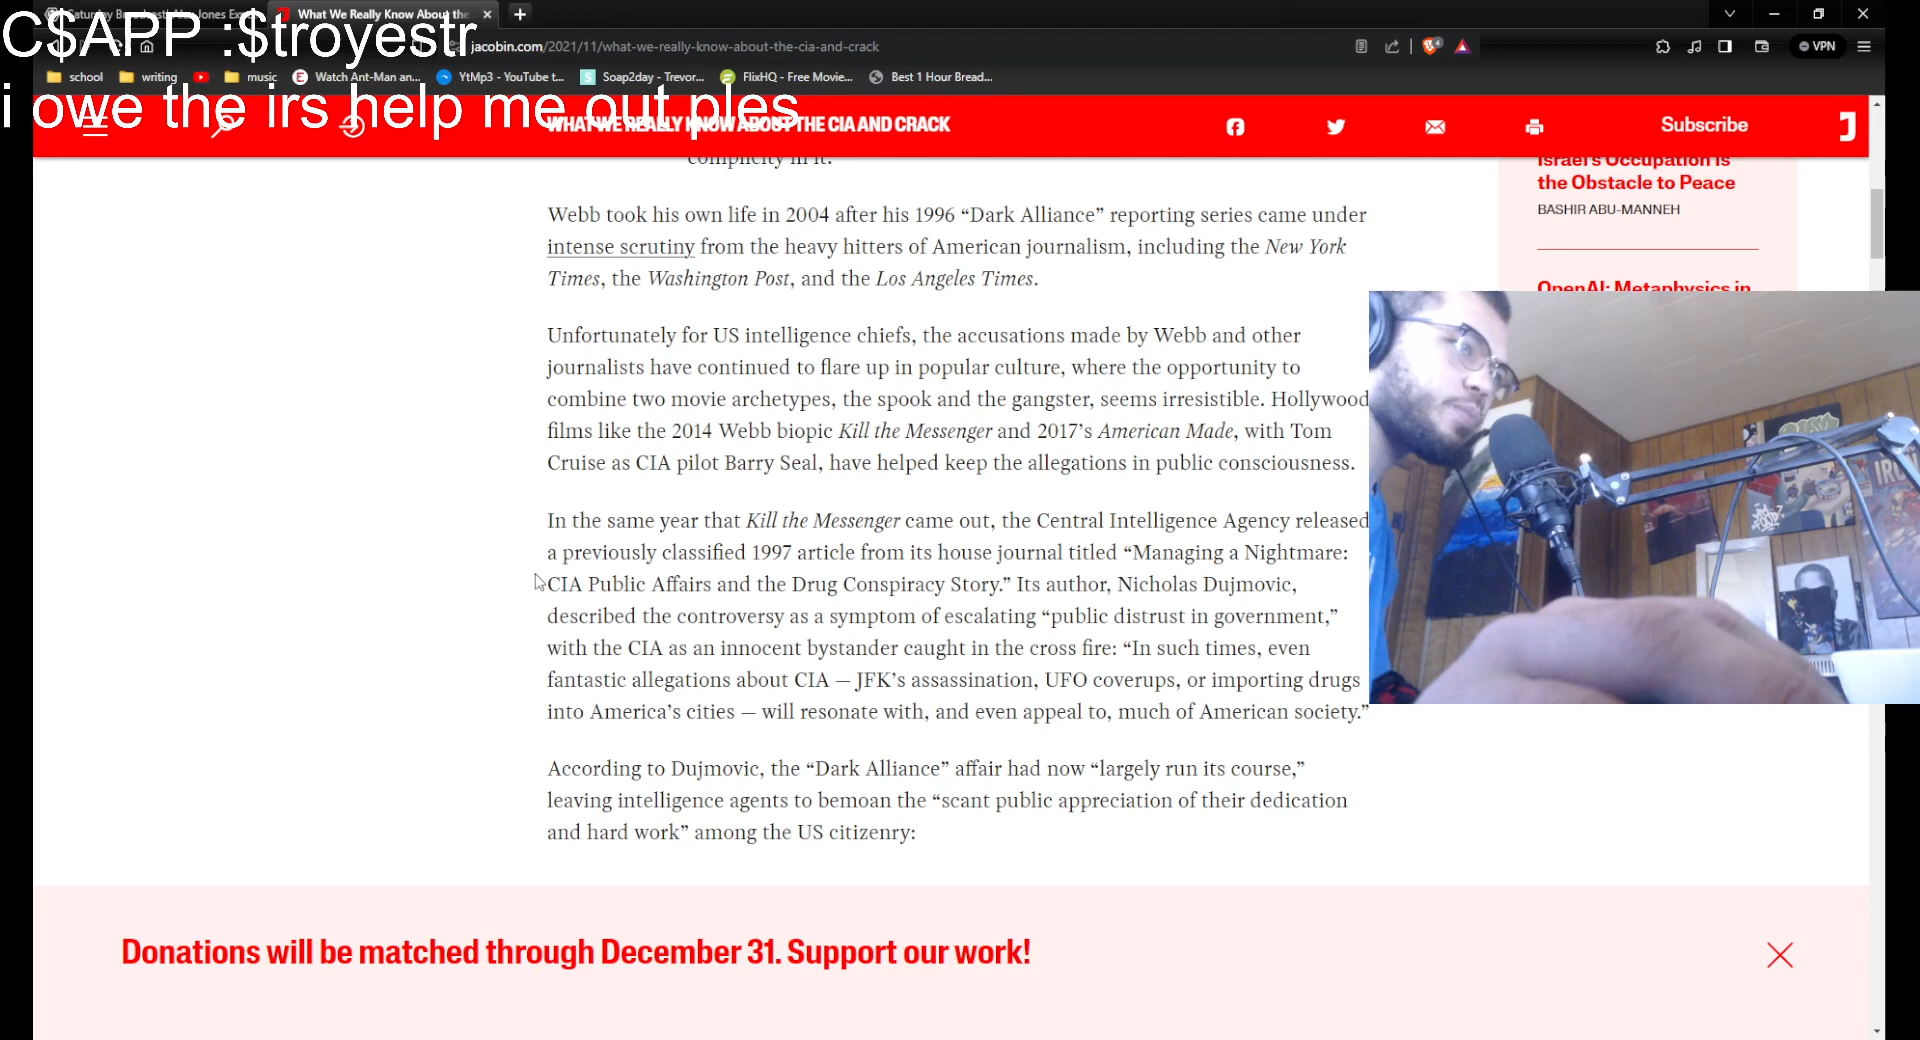 Saturday Broadcast: Alex Jones Ex
What We Really Know About the
C$APP :$troyestr
jacobin.com/2021/11/what-we-really-know-about-the-cia-and-crack
VPN
school
writing
music
Watch Ant-Man an...
YtMp3 - YouTube t...
Soap2day - Trevor...
FlixHQ - Free Movie...
Best 1 Hour Bread...
i owe the irs help me out ples
WHAT WE REALLY KNOW ABOUT THE CIA AND CRACK
Subscribe
complicity in it.
Webb took his own life in 2004 after his 1996 “Dark Alliance” reporting series came under
intense scrutiny from the heavy hitters of American journalism, including the New York
Times, the Washington Post, and the Los Angeles Times.
Unfortunately for US intelligence chiefs, the accusations made by Webb and other
journalists have continued to flare up in popular culture, where the opportunity to
combine two movie archetypes, the spook and the gangster, seems irresistible. Hollywood
films like the 2014 Webb biopic Kill the Messenger and 2017’s American Made, with Tom
Cruise as CIA pilot Barry Seal, have helped keep the allegations in public consciousness.
In the same year that Kill the Messenger came out, the Central Intelligence Agency released
a previously classified 1997 article from its house journal titled “Managing a Nightmare:
CIA Public Affairs and the Drug Conspiracy Story.” Its author, Nicholas Dujmovic,
described the controversy as a symptom of escalating “public distrust in government,”
with the CIA as an innocent bystander caught in the cross fire: “In such times, even
fantastic allegations about CIA — JFK’s assassination, UFO coverups, or importing drugs
into America’s cities — will resonate with, and even appeal to, much of American society.”
According to Dujmovic, the “Dark Alliance” affair had now “largely run its course,”
leaving intelligence agents to bemoan the “scant public appreciation of their dedication
and hard work” among the US citizenry:
Israel’s Occupation Is
the Obstacle to Peace
BASHIR ABU-MANNEH
OpenAI: Metaphysics in
IRON
Donations will be matched through December 31. Support our work!